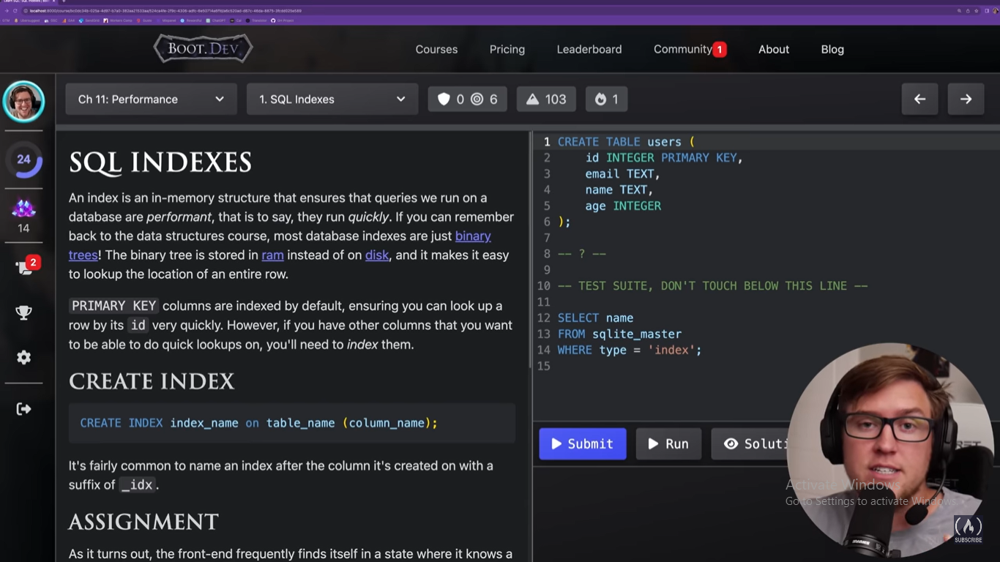 BOOT.DEV
Courses
Pricing
Leaderboard
Community 1
About
Blog
Ch 11: Performance
1. SQL Indexes
0 6
103
1
24
14
2
SQL INDEXES
An index is an in-memory structure that ensures that queries we run on a
database are performant, that is to say, they run quickly. If you can remember
back to the data structures course, most database indexes are just binary
trees! The binary tree is stored in ram instead of on disk, and it makes it easy
to lookup the location of an entire row.
PRIMARY KEY columns are indexed by default, ensuring you can look up a
row by its id very quickly. However, if you have other columns that you want
to be able to do quick lookups on, you'll need to index them.
CREATE INDEX
CREATE INDEX index_name on table_name (column_name);
It's fairly common to name an index after the column it's created on with a
suffix of _idx.
ASSIGNMENT
As it turns out, the front-end frequently finds itself in a state where it knows a
1 CREATE TABLE users (
2     id INTEGER PRIMARY KEY,
3     email TEXT,
4     name TEXT,
5     age INTEGER
6 );
7
8 -- ? --
9
10 -- TEST SUITE, DON'T TOUCH BELOW THIS LINE --
11
12 SELECT name
13 FROM sqlite_master
14 WHERE type = 'index';
15
Submit
Run
Soluti
Activate Windows
Go to Settings to activate Windows.
SUBSCRIBE